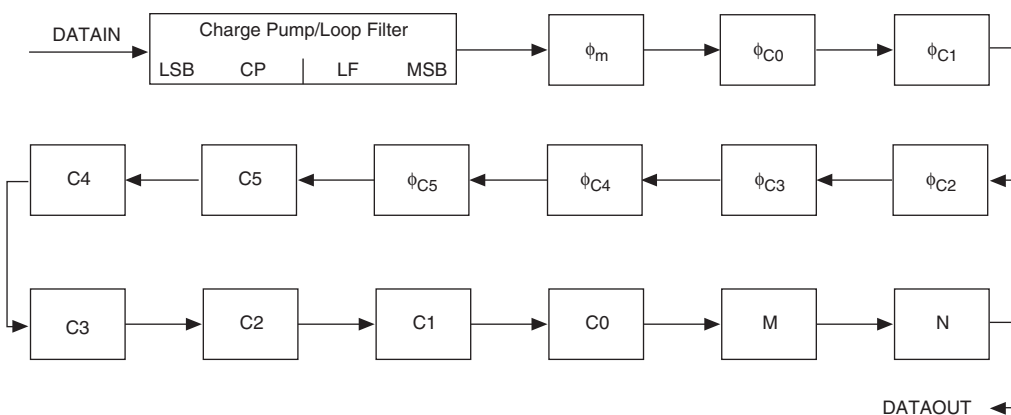 DATAIN
Charge Pump/Loop Filter
LSB CP LF MSB
ϕm
ϕC0
ϕC1
C4
C5
ϕC5
ϕC4
ϕC3
ϕC2
C3
C2
C1
C0
M
N
DATAOUT